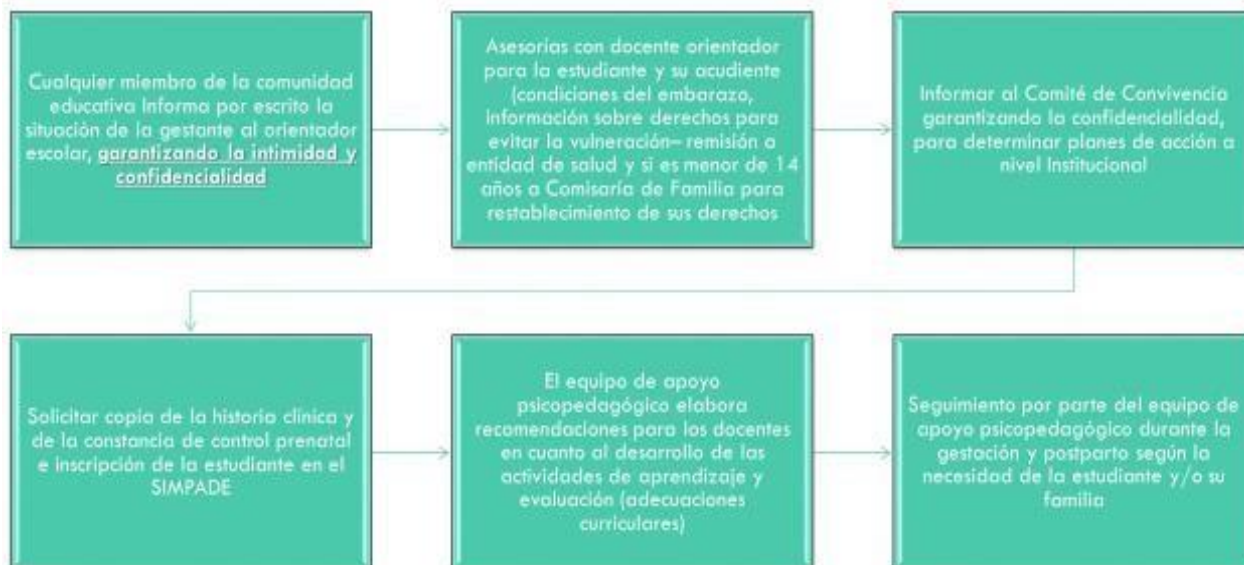 Cualquier miembro de la comunidad
educativa Informa por escrito la
situación de la gestante al orientador
escolar, garantizando la intimidad y
confidencialidad
Asesorías con docente orientador
para la estudiante y su acudiente
(condiciones del embarazo,
información sobre derechos para
evitar la vulneración– remisión a
entidad de salud y si es menor de 14
años a Comisaría de Familia para
restablecimiento de sus derechos
Informar al Comité de Convivencia
garantizando la confidencialidad,
para determinar planes de acción a
nivel Institucional
Solicitar copia de la historia clínica y
de la constancia de control prenatal
e inscripción de la estudiante en el
SIMPADE
El equipo de apoyo
psicopedagógico elabora
recomendaciones para los docentes
en cuanto al desarrollo de las
actividades de aprendizaje y
evaluación (adecuaciones
curriculares)
Seguimiento por parte del equipo de
apoyo psicopedagógico durante la
gestación y postparto según la
necesidad de la estudiante y/o su
familia